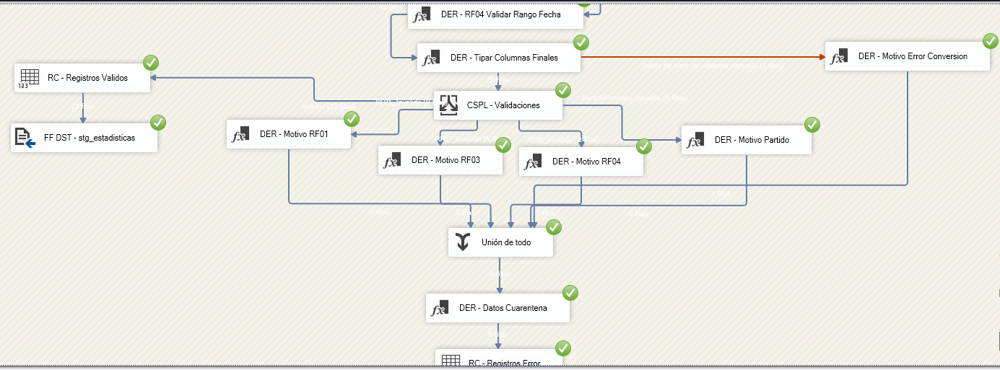 DER - RF04 Validar Rango Fecha
DER - Tipar Columnas Finales
DER - Motivo Error Conversion
RC - Registros Validos
123
CSPL - Validaciones
FF DST - stg_estadisticas
DER - Motivo RF01
DER - Motivo Partido
DER - Motivo RF03
DER - Motivo RF04
Unión de todo
DER - Datos Cuarentena
RC - Registros Error